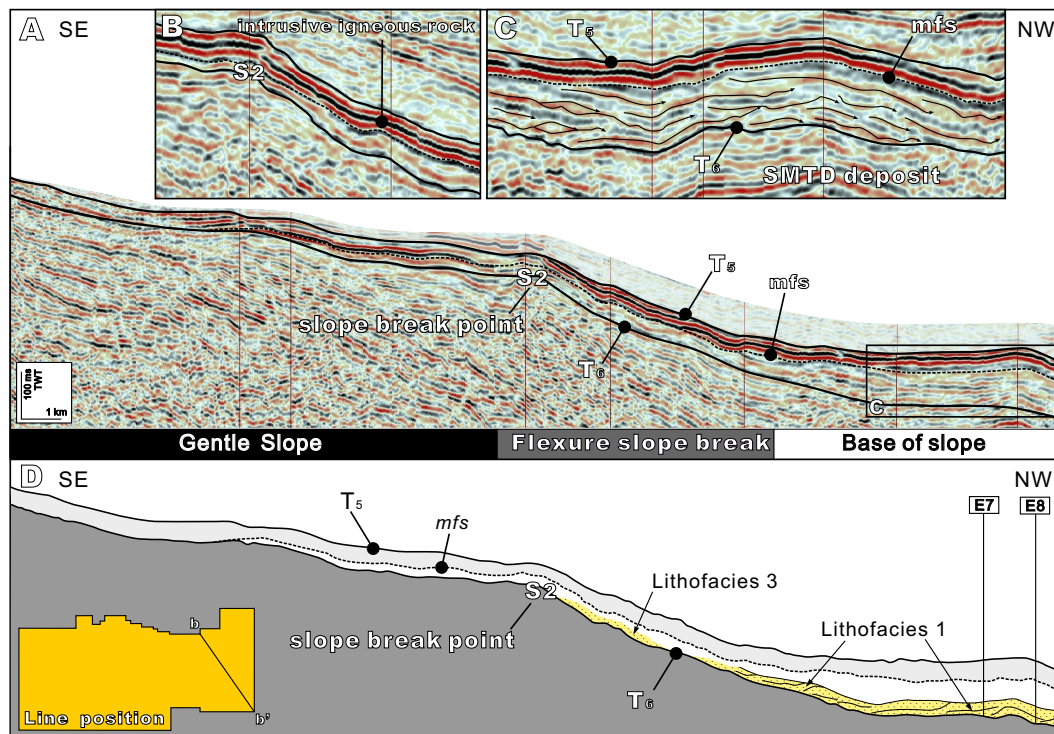 A SE
B
intrusive igneous rock
S2
C
T5
mfs
NW
T6
SMTD deposit
T5
S2
mfs
slope break point
T6
100 ms
TWT
1 km
C
Gentle Slope
Flexure slope break
Base of slope
D SE
NW
T5
mfs
E7
E8
Lithofacies 3
S2
Lithofacies 1
slope break point
b
T6
Line position
b'